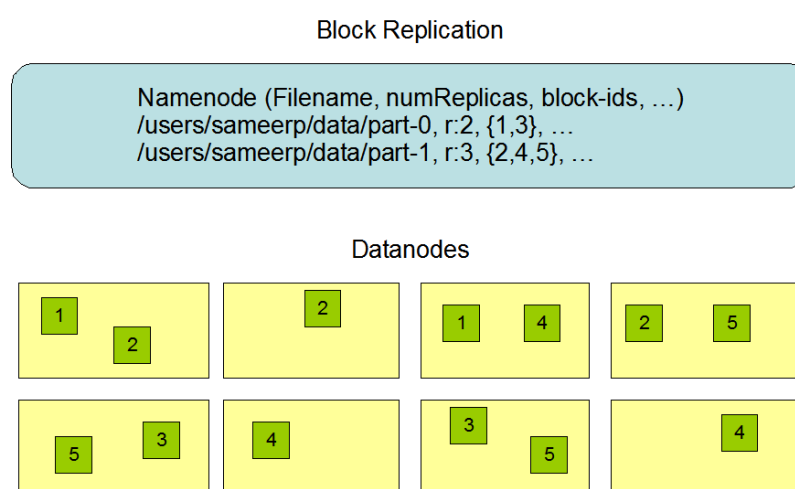 Block Replication
Namenode (Filename, numReplicas, block-ids, …)
/users/sameerp/data/part-0, r:2, {1,3}, …
/users/sameerp/data/part-1, r:3, {2,4,5}, …
Datanodes
1
2
2
1 4
2 5
5 3
4
3
5
4